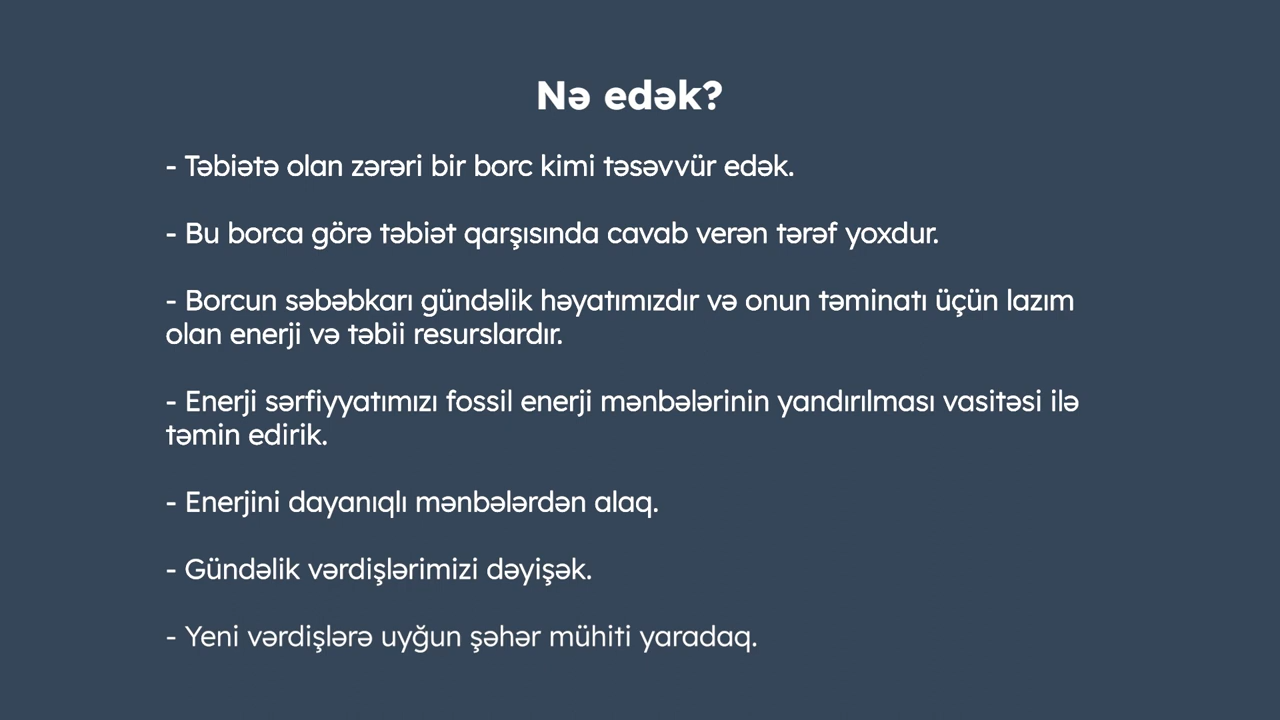 Nə edək?
- Təbiətə olan zərəri bir borc kimi təsəvvür edək.
- Bu borca görə təbiət qarşısında cavab verən tərəf yoxdur.
- Borcun səbəbkarı gündəlik həyatımızdır və onun təminatı üçün lazım
olan enerji və təbii resurslardır.
- Enerji sərfiyyatımızı fossil enerji mənbələrinin yandırılması vasitəsi ilə
təmin edirik.
- Enerjini dayanıqlı mənbələrdən alaq.
- Gündəlik vərdişlərimizi dəyişək.
- Yeni vərdişlərə uyğun şəhər mühiti yaradaq.